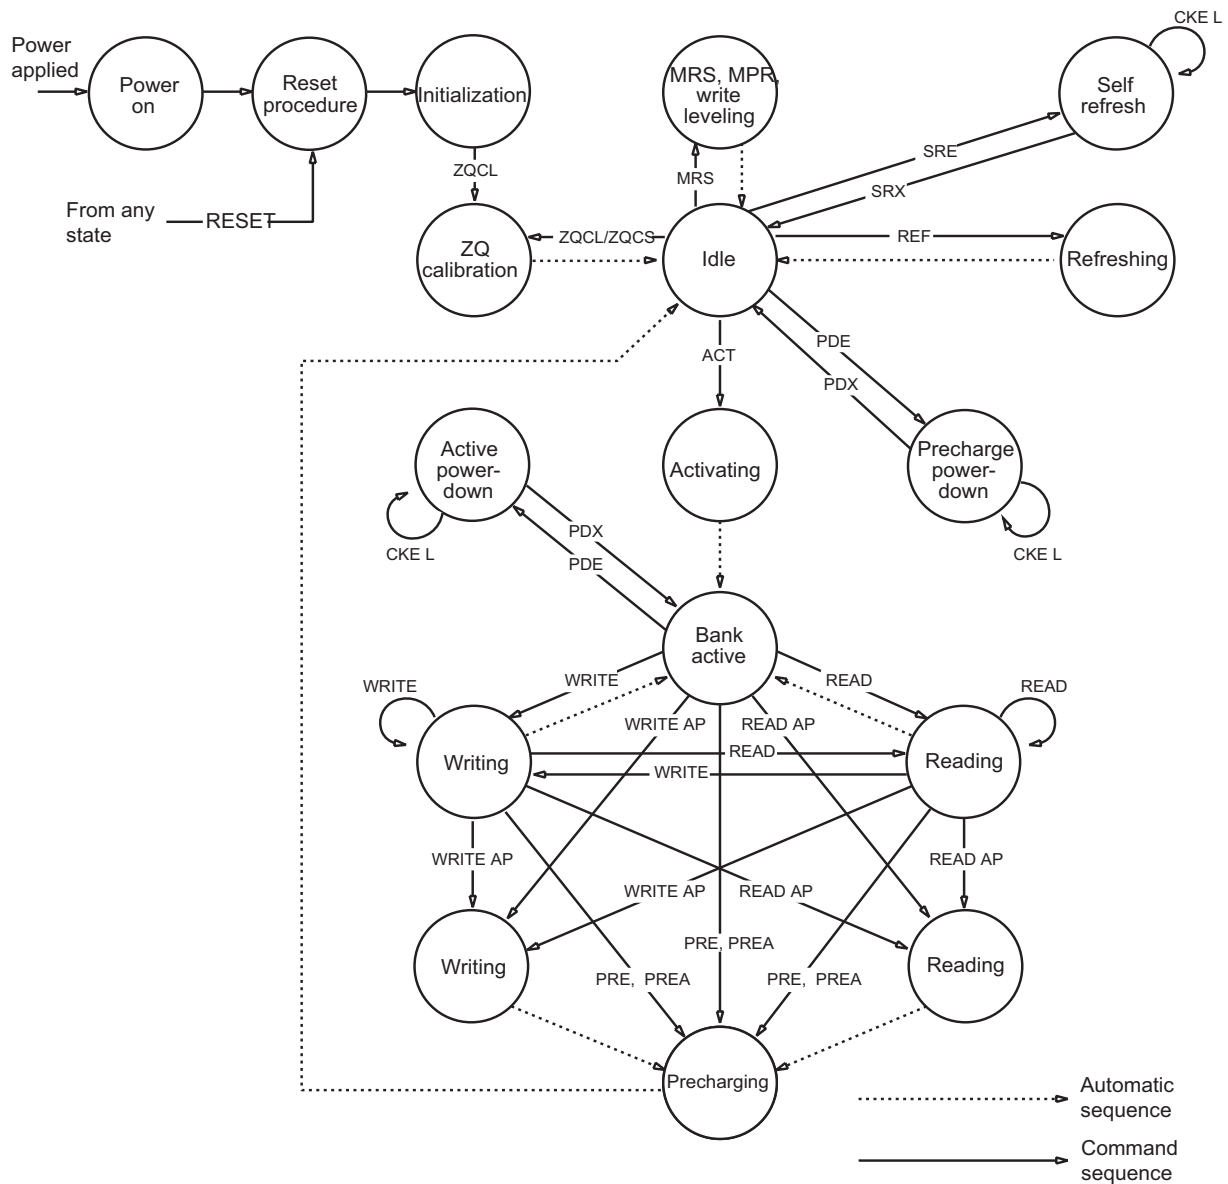 CKE L
Power
applied
Power
on
Reset
procedure
Initialization
MRS, MPR,
write
leveling
Self
refresh
ZQCL
MRS
SRE
SRX
From any
state
RESET
ZQ
calibration
ZQCL/ZQCS
Idle
REF
Refreshing
ACT
PDE
PDX
Active
power-
down
Activating
Precharge
power-
down
PDX
PDE
CKE L
CKE L
Bank
active
WRITE
WRITE
READ
READ
WRITE AP
READ AP
Writing
READ
WRITE
Reading
WRITE AP
READ AP
WRITE AP
READ AP
PRE, PREA
Writing
PRE, PREA
PRE, PREA
Reading
Precharging
Automatic
sequence
Command
sequence